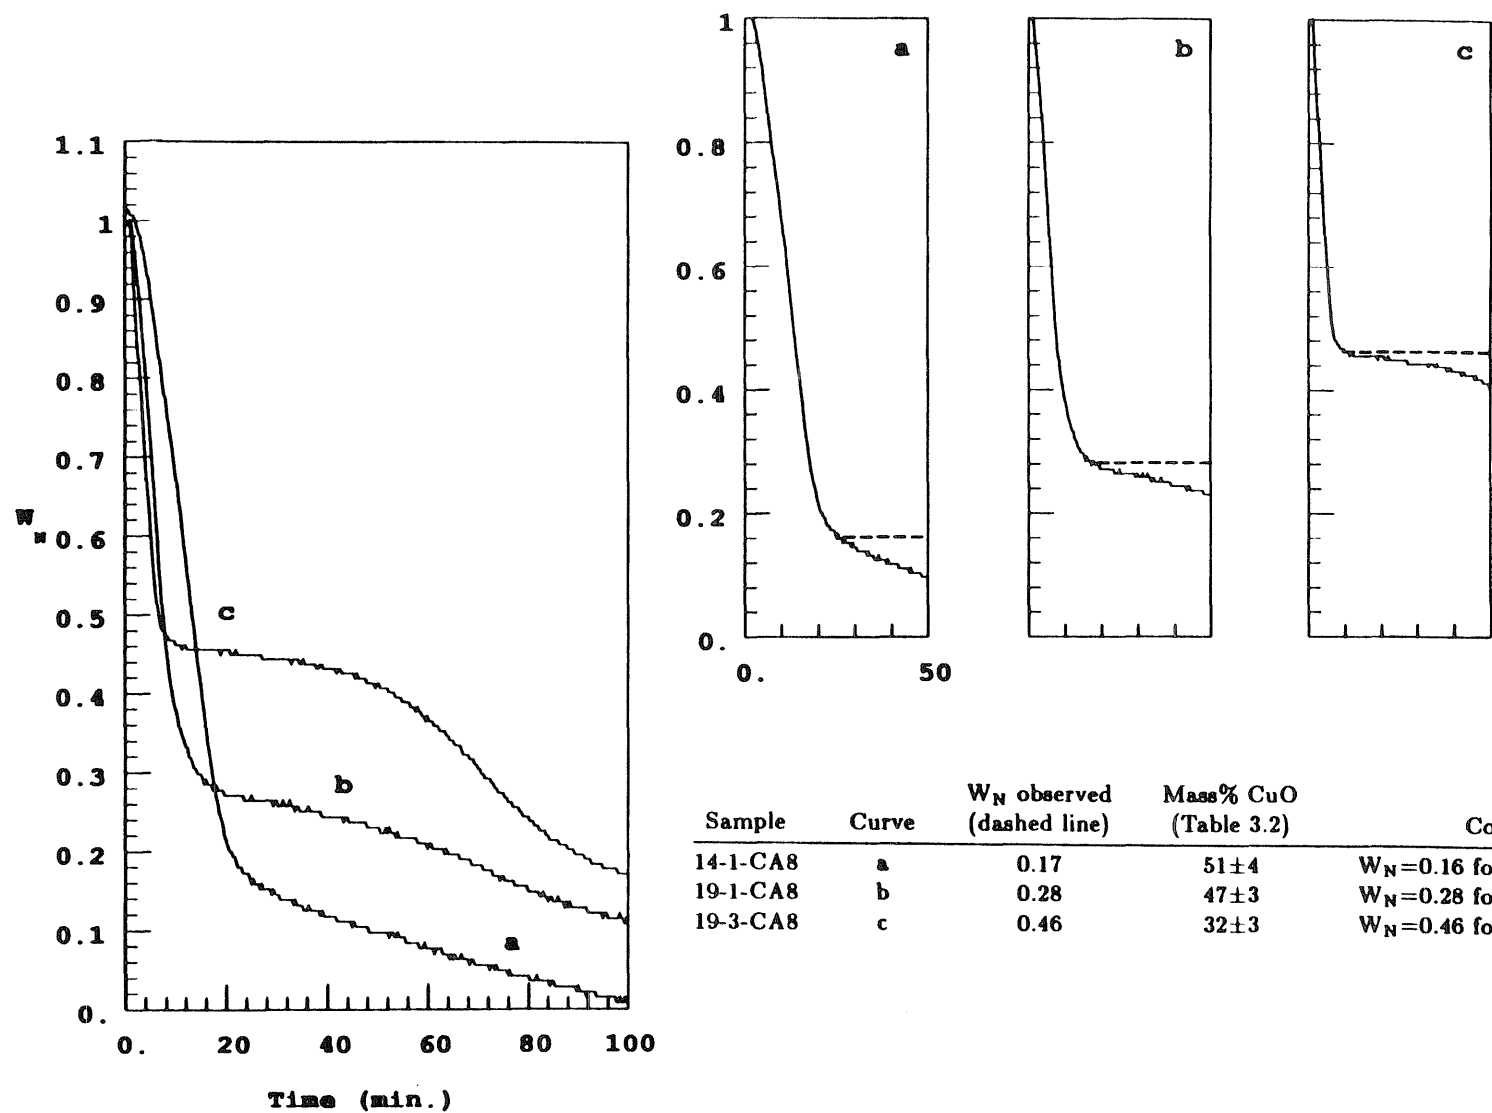 1.1
1
0.9
0.8
0.7
0.6
0.5
0.4
0.3
0.2
0.1
0.
W N
c
b
a
0. 20 40 60 80 100
Time (min.)
1
0.8
0.6
0.4
0.2
0.
a
b
c
0. 50
W_N observed Mass% CuO
Sample Curve (dashed line) (Table 3.2) Co
14-1-CA8 a 0.17 51±4 W_N=0.16 fo
19-1-CA8 b 0.28 47±3 W_N=0.28 fo
19-3-CA8 c 0.46 32±3 W_N=0.46 fo